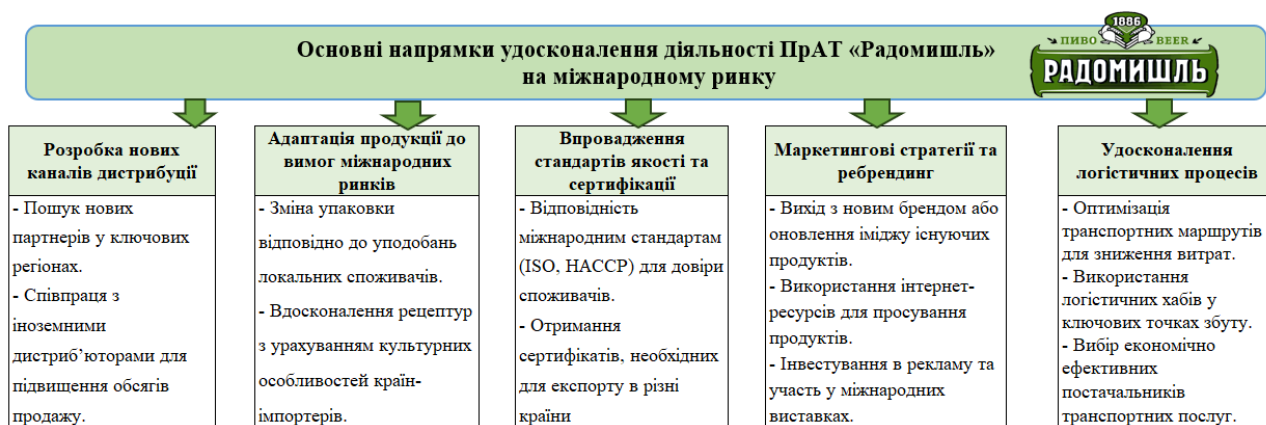 Основні напрямки удосконалення діяльності ПрАТ «Радомишль»
на міжнародному ринку
1886
ПИВО BEER
РАДОМИШЛЬ
Розробка нових
каналів дистрибуції
- Пошук нових
партнерів у ключових
регіонах.
- Співпраця з
іноземними
дистриб’юторами для
підвищення обсягів
продажу.
Адаптація продукції до
вимог міжнародних
ринків
- Зміна упаковки
відповідно до уподобань
локальних споживачів.
- Вдосконалення рецептур
з урахуванням культурних
особливостей країн-
імпортерів.
Впровадження
стандартів якості та
сертифікації
- Відповідність
міжнародним стандартам
(ISO, HACCP) для довіри
споживачів.
- Отримання
сертифікатів, необхідних
для експорту в різні
країни
Маркетингові стратегії та
ребрендинг
- Вихід з новим брендом або
оновлення іміджу існуючих
продуктів.
- Використання інтернет-
ресурсів для просування
продуктів.
- Інвестування в рекламу та
участь у міжнародних
виставках.
Удосконалення
логістичних процесів
- Оптимізація
транспортних маршрутів
для зниження витрат.
- Використання
логістичних хабів у
ключових точках збуту.
- Вибір економічно
ефективних
постачальників
транспортних послуг.